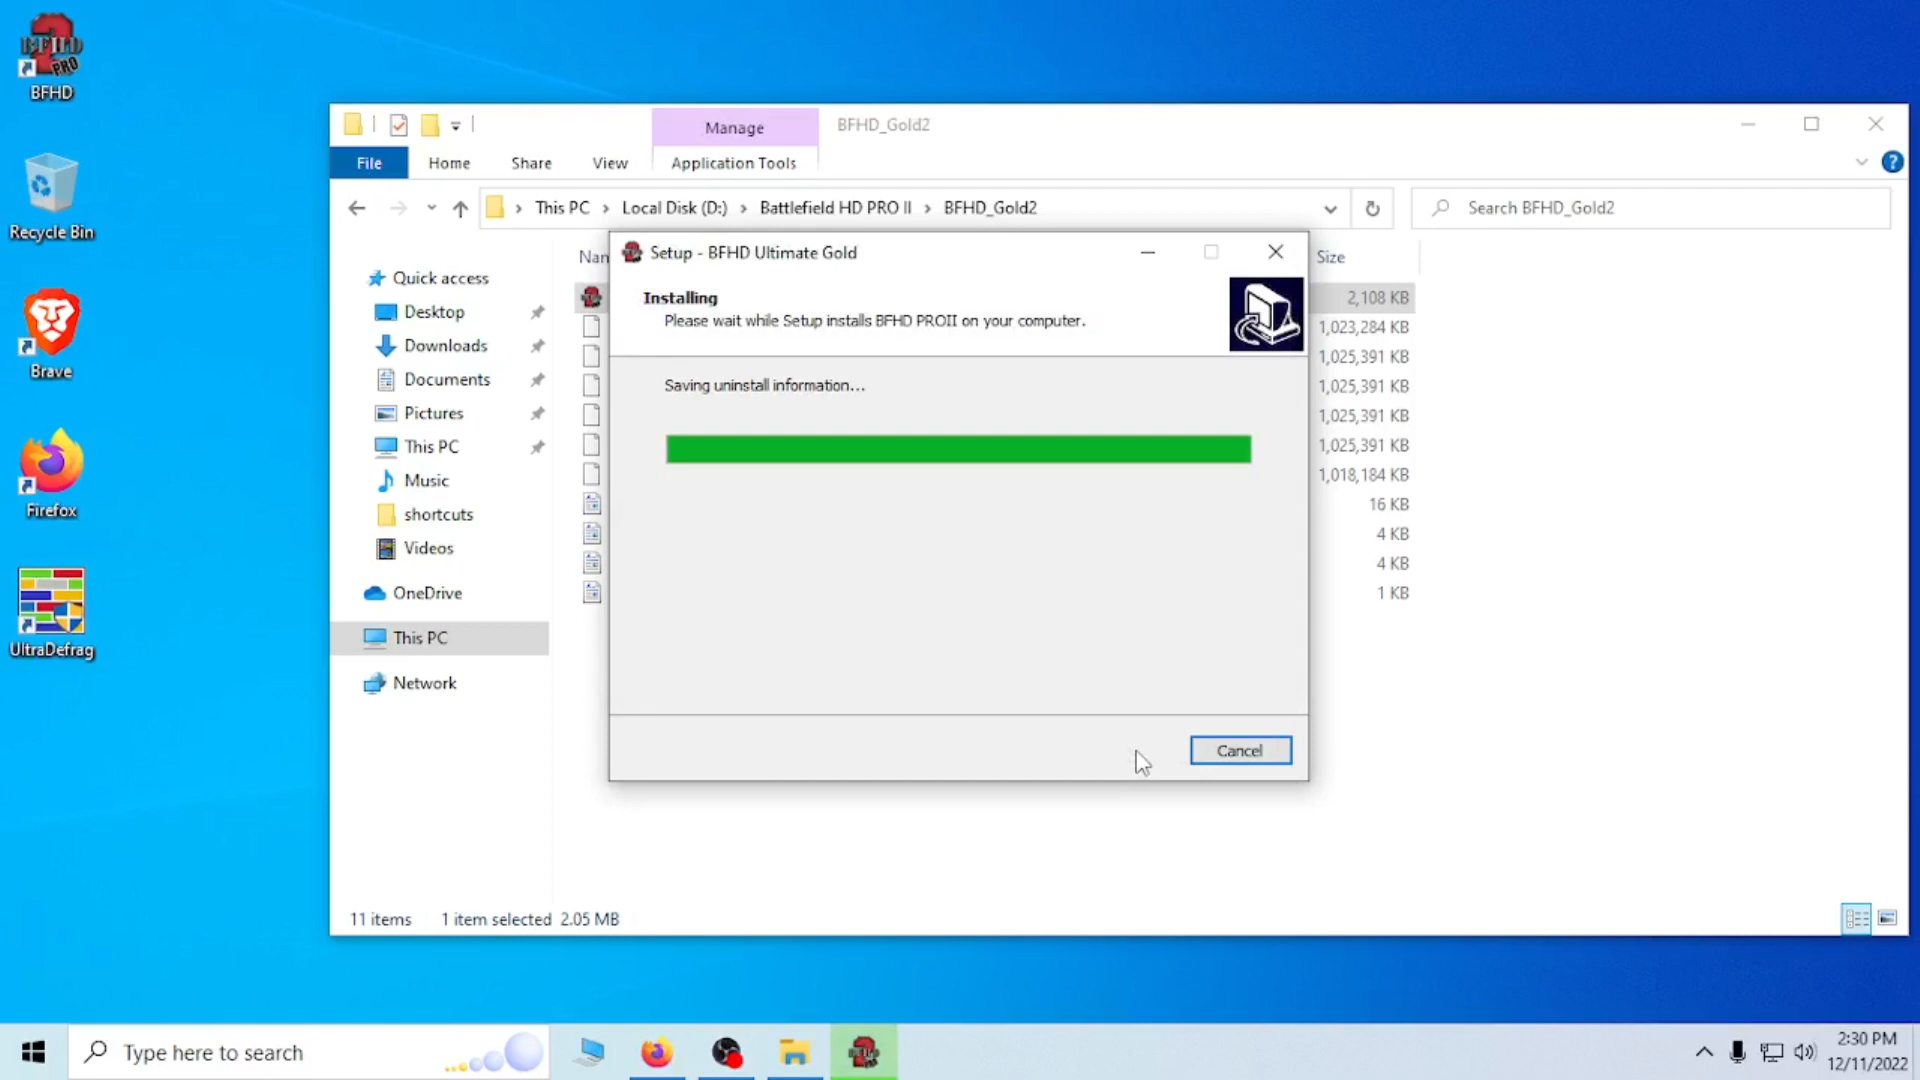 BFHD
PRO
BFHD
Recycle Bin
Brave
Firefox
UltraDefrag
Manage
BFHD_Gold2
File
Home
Share
View
Application Tools
This PC
Local Disk (D:)
Battlefield HD PRO II
BFHD_Gold2
Search BFHD_Gold2
Quick access
Desktop
Downloads
Documents
Pictures
This PC
Music
shortcuts
Videos
OneDrive
This PC
Network
Nam
Size
2,108 KB
1,023,284 KB
1,025,391 KB
1,025,391 KB
1,025,391 KB
1,025,391 KB
1,018,184 KB
16 KB
4 KB
4 KB
1 KB
Setup - BFHD Ultimate Gold
Installing
Please wait while Setup installs BFHD PROII on your computer.
Saving uninstall information...
Cancel
11 items
1 item selected 2.05 MB
Type here to search
2:30 PM
12/11/2022